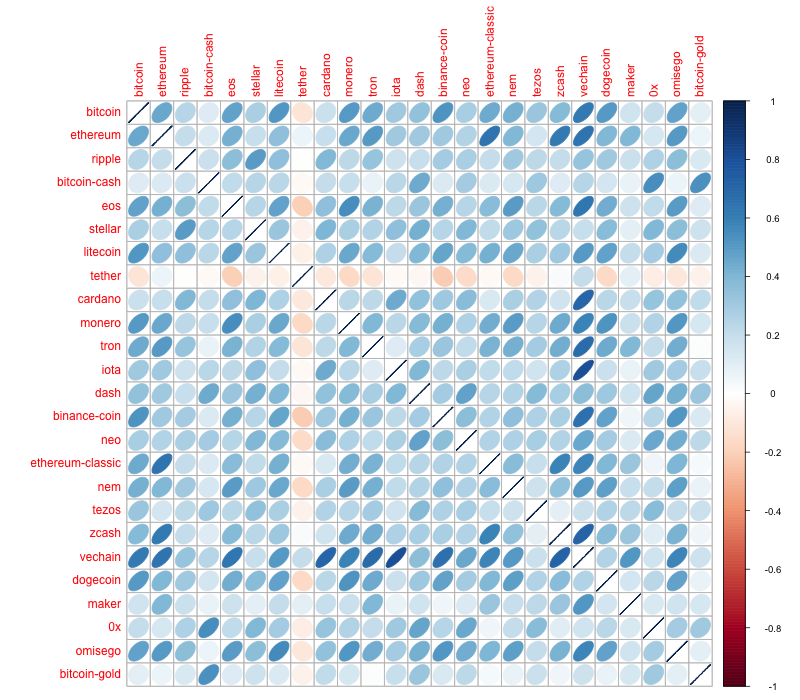 bitcoin
ethereum
ripple
bitcoin-cash
eos
stellar
litecoin
tether
cardano
monero
tron
iota
dash
binance-coin
neo
ethereum-classic
nem
tezos
zcash
vechain
dogecoin
maker
0x
omisego
bitcoin-gold
bitcoin
ethereum
ripple
bitcoin-cash
eos
stellar
litecoin
tether
cardano
monero
tron
iota
dash
binance-coin
neo
ethereum-classic
nem
tezos
zcash
vechain
dogecoin
maker
0x
omisego
bitcoin-gold
1
0.8
0.6
0.4
0.2
0
-0.2
-0.4
-0.6
-0.8
-1